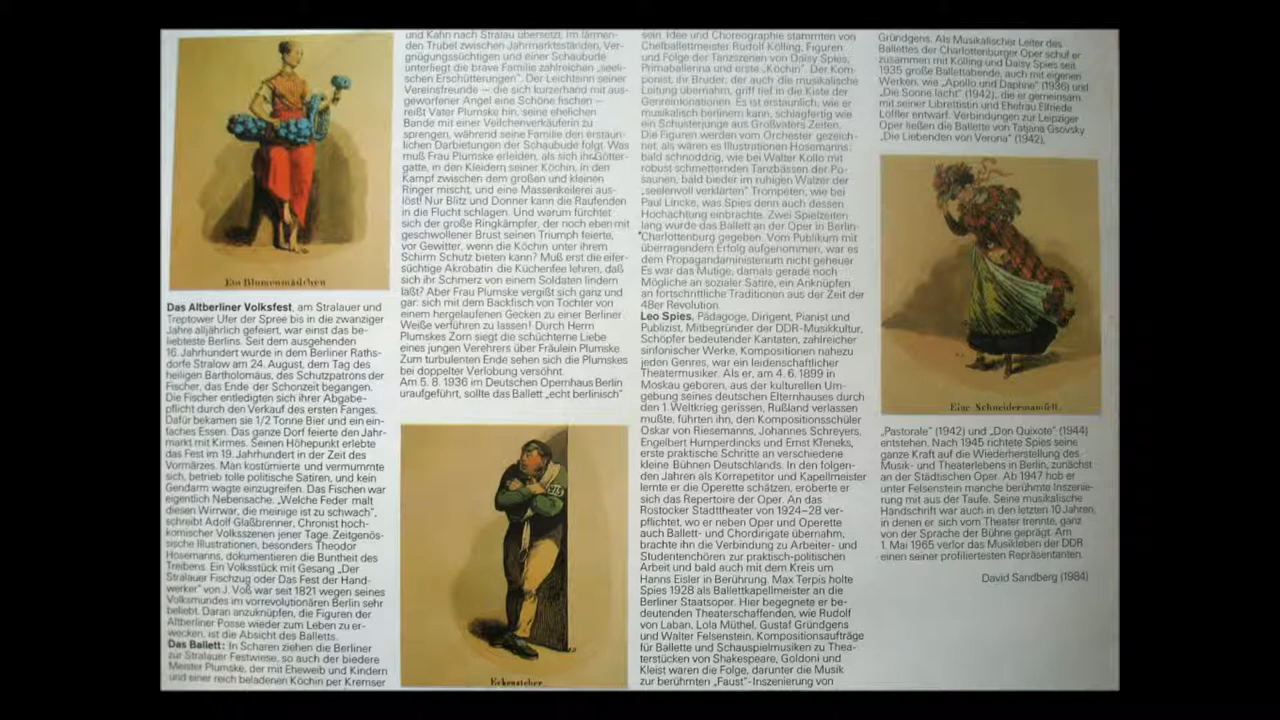 Ein Blumenmädchen
Das Altberliner Volksfest, am Stralauer und
Treptower Ufer der Spree bis in die zwanziger
Jahre alljährlich gefeiert, war einst das be-
liebteste Berlins. Seit dem ausgehenden
16. Jahrhundert wurde in dem Berliner Raths-
dorfe Stralow am 24. August, dem Tag des
heiligen Bartholomäus, des Schutzpatrons der
Fischer, das Ende der Schonzeit begangen.
Die Fischer entledigten sich ihrer Abgabe-
pflicht durch den Verkauf des ersten Fanges.
Dafür bekamen sie 1/2 Tonne Bier und ein ein-
faches Essen. Das ganze Dorf feierte den Jahr-
markt mit Kirmes. Seinen Höhepunkt erlebte
das Fest im 19. Jahrhundert in der Zeit des
Vormärzes. Man kostümierte und vermummte
sich, betrieb tolle politische Satiren, und kein
Gendarm wagte einzugreifen. Das Fischen war
eigentlich Nebensache. „Welche Feder malt
diesen Wirrwar, die meinige ist zu schwach",
schreibt Adolf Glaßbrenner, Chronist hoch-
komischer Volksszenen jener Tage. Zeitgenös-
sische Illustrationen, besonders Theodor
Hosemanns, dokumentieren die Buntheit des
Treibens. Ein Volksstück mit Gesang „Der
Stralauer Fischzug oder Das Fest der Hand-
werker" von J. Voß war seit 1821 wegen seines
Volksmundes im vorrevolutionären Berlin sehr
beliebt. Daran anzuknüpfen, die Figuren der
Altberliner Posse wieder zum Leben zu er-
wecken, ist die Absicht des Balletts.
Das Ballett: In Scharen ziehen die Berliner
zur Stralauer Festwiese, so auch der biedere
Meister Plumske, der mit Eheweib und Kindern
und einer reich beladenen Köchin per Kremser
und Kahn nach Stralau übersetzt. Im lärmen-
den Trubel zwischen Jahrmarktsständen, Ver-
gnügungssüchtigen und einer Schaubude
unterliegt die brave Familie zahlreichen „seeli-
schen Erschütterungen". Der Leichtsinn seiner
Vereinsfreunde – die sich kurzerhand mit aus-
geworfener Angel eine Schöne fischen –
reißt Vater Plumske hin, seine ehelichen
Bande mit einer Veilchenverkäuferin zu
sprengen, während seine Familie den erstaun-
lichen Darbietungen der Schaubude folgt. Was
muß Frau Plumske erleiden, als sich ihr Götter-
gatte, in den Kleidern seiner Köchin, in den
Kampf zwischen dem großen und kleinen
Ringer mischt, und eine Massenkeilerei aus-
löst! Nur Blitz und Donner kann die Raufenden
in die Flucht schlagen. Und warum fürchtet
sich der große Ringkämpfer, der noch eben mit
geschwollener Brust seinen Triumph feierte,
vor Gewitter, wenn die Köchin unter ihrem
Schirm Schutz bieten kann? Muß erst die eifer-
süchtige Akrobatin die Küchenfee lehren, daß
sich ihr Schmerz von einem Soldaten lindern
läßt? Aber Frau Plumske vergißt sich ganz und
gar: sich mit dem Backfisch von Tochter von
einem hergelaufenen Gecken zu einer Berliner
Weiße verführen zu lassen! Durch Herrn
Plumskes Zorn siegt die schüchterne Liebe
eines jungen Verehrers über Fräulein Plumske.
Zum turbulenten Ende sehen sich die Plumskes
bei doppelter Verlobung versöhnt.
Am 5. 8. 1936 im Deutschen Opernhaus Berlin
uraufgeführt, sollte das Ballett „echt berlinisch"
Eckensteher
sein. Idee und Choreographie stammten von
Chefballettmeister Rudolf Kölling, Figuren
und Folge der Tanzszenen von Daisy Spies,
Primaballerina und erste „Köchin". Der Kom-
ponist, ihr Bruder, der auch die musikalische
Leitung übernahm, griff tief in die Kiste der
Genreintonationen. Es ist erstaunlich, wie er
musikalisch berlinern kann, schlagfertig wie
ein Schusterjunge aus Großvaters Zeiten.
Die Figuren werden vom Orchester gezeich-
net, als wären es Illustrationen Hosemanns:
bald schnoddrig, wie bei Walter Kollo mit
robust schmetternden Tanzbässen der Po-
saunen, bald bieder im ruhigen Walzer der
„seelenvoll verklärten" Trompeten, wie bei
Paul Lincke, was Spies denn auch dessen
Hochachtung einbrachte. Zwei Spielzeiten
lang wurde das Ballett an der Oper in Berlin-
Charlottenburg gegeben. Vom Publikum mit
überragendem Erfolg aufgenommen, war es
dem Propagandaministerium nicht geheuer.
Es war das Mutige, damals gerade noch
Mögliche an sozialer Satire, ein Anknüpfen
an fortschrittliche Traditionen aus der Zeit der
48er Revolution.
Leo Spies, Pädagoge, Dirigent, Pianist und
Publizist, Mitbegründer der DDR-Musikkultur,
Schöpfer bedeutender Kantaten, zahlreicher
sinfonischer Werke, Kompositionen nahezu
jeden Genres, war ein leidenschaftlicher
Theatermusiker. Als er, am 4. 6. 1899 in
Moskau geboren, aus der kulturellen Um-
gebung seines deutschen Elternhauses durch
den 1. Weltkrieg gerissen, Rußland verlassen
mußte, führten ihn, den Kompositionsschüler
Oskar von Riesemanns, Johannes Schreyers,
Engelbert Humperdincks und Ernst Křeneks,
erste praktische Schritte an verschiedene
kleine Bühnen Deutschlands. In den folgen-
den Jahren als Korrepetitor und Kapellmeister
lernte er die Operette schätzen, eroberte er
sich das Repertoire der Oper. An das
Rostocker Stadttheater von 1924–28 ver-
pflichtet, wo er neben Oper und Operette
auch Ballett- und Chordirigate übernahm,
brachte ihn die Verbindung zu Arbeiter- und
Studentenchören zur praktisch-politischen
Arbeit und bald auch mit dem Kreis um
Hanns Eisler in Berührung. Max Terpis holte
Spies 1928 als Ballettkapellmeister an die
Berliner Staatsoper. Hier begegnete er be-
deutenden Theaterschaffenden, wie Rudolf
von Laban, Lola Müthel, Gustaf Gründgens
und Walter Felsenstein. Kompositionsaufträge
für Ballette und Schauspielmusiken zu Thea-
terstücken von Shakespeare, Goldoni und
Kleist waren die Folge, darunter die Musik
zur berühmten „Faust"-Inszenierung von
Gründgens. Als Musikalischer Leiter des
Ballettes der Charlottenburger Oper schuf er
zusammen mit Kölling und Daisy Spies seit
1935 große Ballettabende, auch mit eigenen
Werken, wie „Apollo und Daphne" (1936) und
„Die Sonne lacht" (1942), die er gemeinsam
mit seiner Librettistin und Ehefrau Elfriede
Löffler entwarf. Verbindungen zur Leipziger
Oper ließen die Ballette von Tatjana Gsovsky
„Die Liebenden von Verona" (1942),
Eine Schneidermamsell.
„Pastorale" (1942) und „Don Quixote" (1944)
entstehen. Nach 1945 richtete Spies seine
ganze Kraft auf die Wiederherstellung des
Musik- und Theaterlebens in Berlin, zunächst
an der Städtischen Oper. Ab 1947 hob er
unter Felsenstein manche berühmte Inszenie-
rung mit aus der Taufe. Seine musikalische
Handschrift war auch in den letzten 10 Jahren,
in denen er sich vom Theater trennte, ganz
von der Sprache der Bühne geprägt. Am
1. Mai 1965 verlor das Musikleben der DDR
einen seiner profiliertesten Repräsentanten.
David Sandberg (1984)